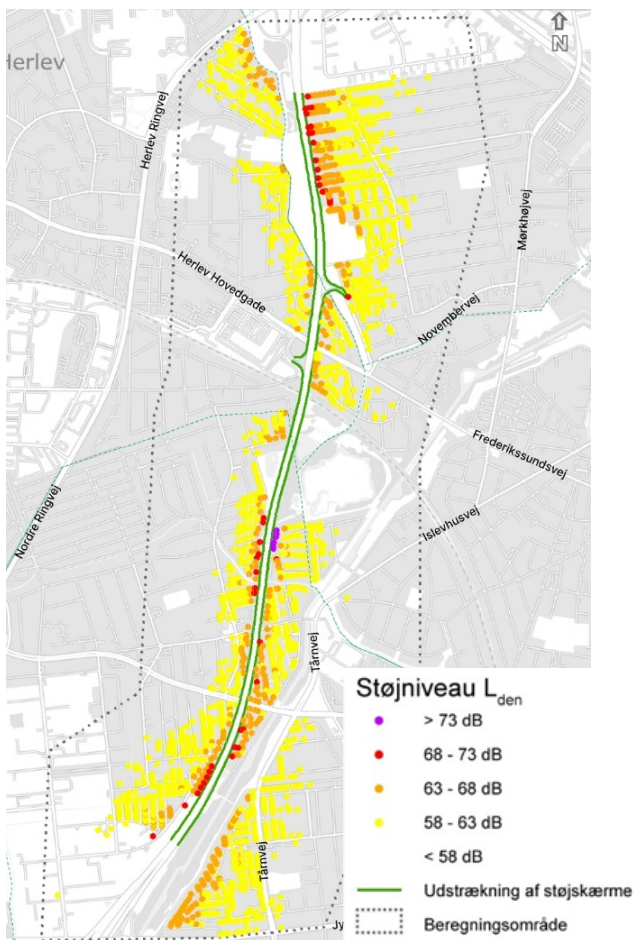 N
Herlev
Herlev Ringvej
Mørkhøjvej
Herlev Hovedgade
Novembervej
Frederikssundsvej
Nordre Ringvej
Islevhusvej
Tårnvej
Støjniveau Lden
> 73 dB
68 - 73 dB
63 - 68 dB
58 - 63 dB
< 58 dB
Tårnvej
Udstrækning af støjskærme
Jy
Beregningsområde